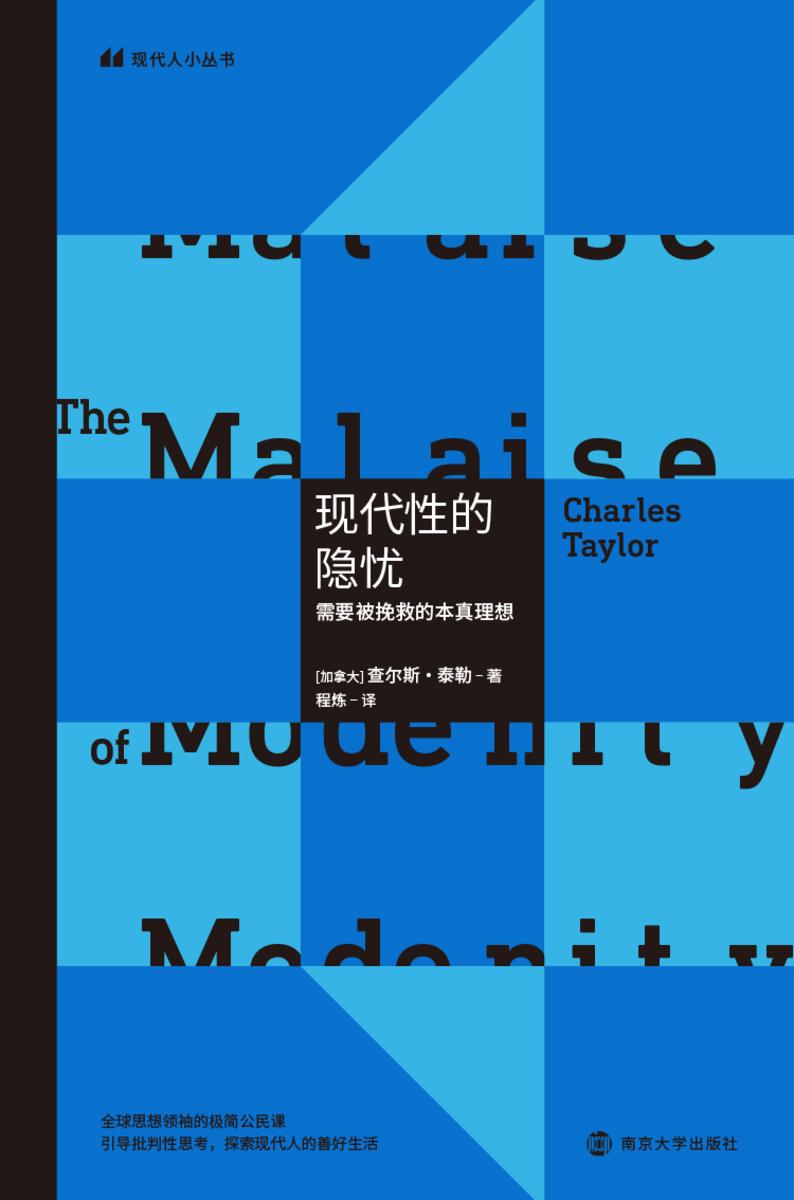 现代人小丛书
Malaise
The Malaise
现代性的
隐忧
需要被挽救的本真理想
[加拿大] 查尔斯·泰勒 – 著
程炼 – 译
Charles
Taylor
of Modenity
Modenity
全球思想领袖的极简公民课
引导批判性思考，探索现代人的善好生活
南京大学出版社